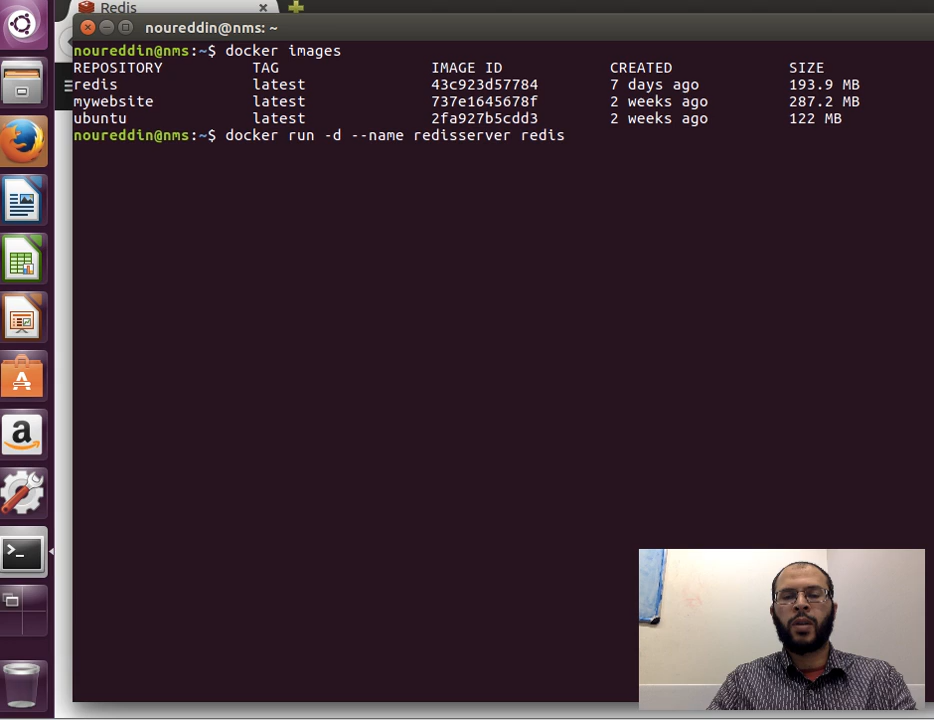 Redis
noureddin@nms: ~
noureddin@nms:~$ docker images
REPOSITORY TAG IMAGE ID CREATED SIZE
redis latest 43c923d57784 7 days ago 193.9 MB
mywebsite latest 737e1645678f 2 weeks ago 287.2 MB
ubuntu latest 2fa927b5cdd3 2 weeks ago 122 MB
noureddin@nms:~$ docker run -d --name redisserver redis